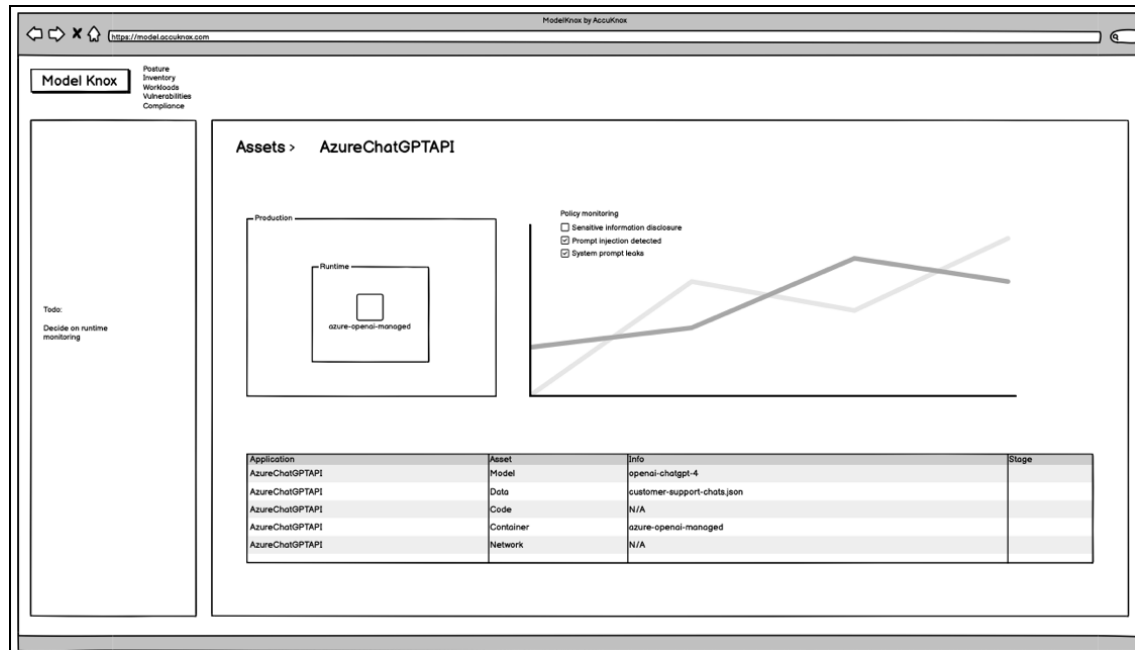 ModelKnox by AccuKnox
https://model.accuknox.com
Model Knox
Posture
Inventory
Workloads
Vulnerabilities
Compliance
Todo:
Decide on runtime
monitoring
Assets > AzureChatGPTAPI
Production
Runtime
azure-openai-managed
Policy monitoring
Sensitive information disclosure
Prompt injection detected
System prompt leaks
Application Asset Info Stage
AzureChatGPTAPI Model openai-chatgpt-4
AzureChatGPTAPI Data customer-support-chats.json
AzureChatGPTAPI Code N/A
AzureChatGPTAPI Container azure-openai-managed
AzureChatGPTAPI Network N/A